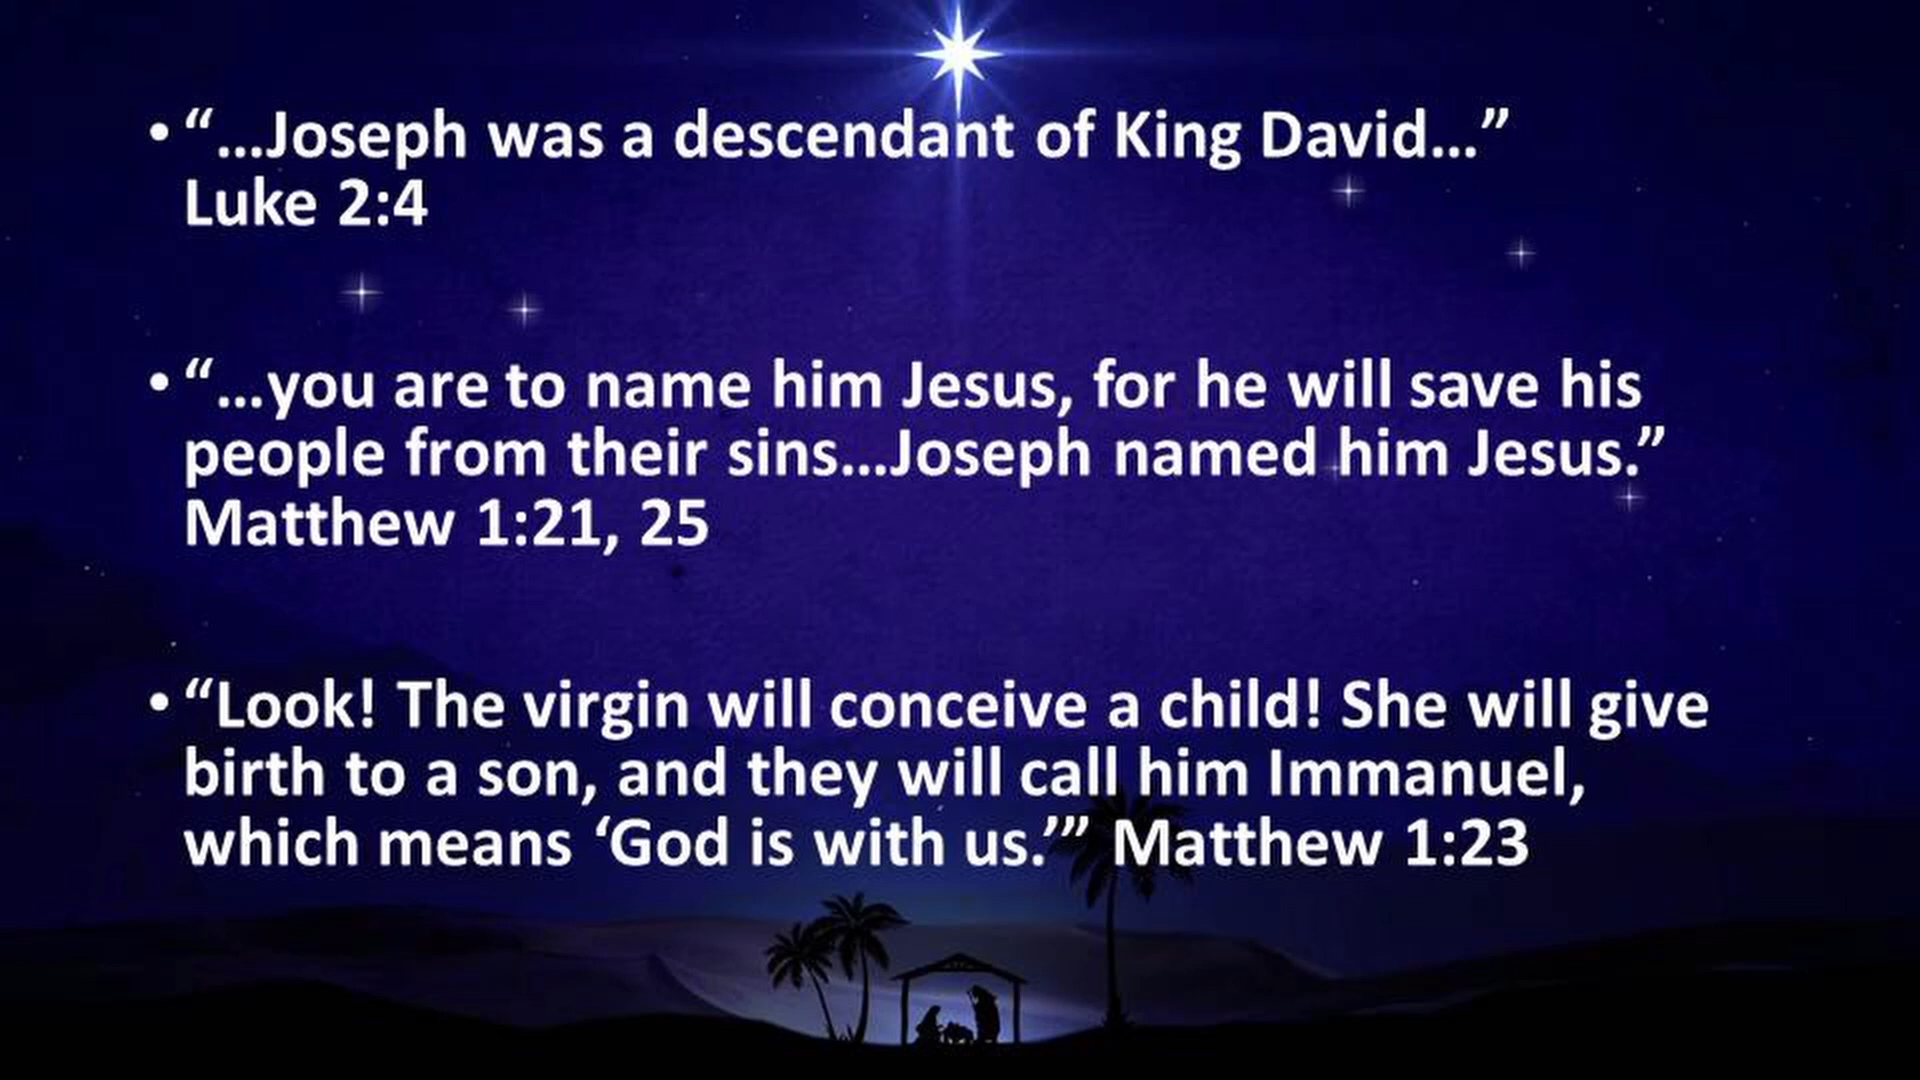 • “...Joseph was a descendant of King David...”
Luke 2:4
• “...you are to name him Jesus, for he will save his
people from their sins...Joseph named him Jesus.”
Matthew 1:21, 25
• “Look! The virgin will conceive a child! She will give
birth to a son, and they will call him Immanuel,
which means ‘God is with us.’” Matthew 1:23